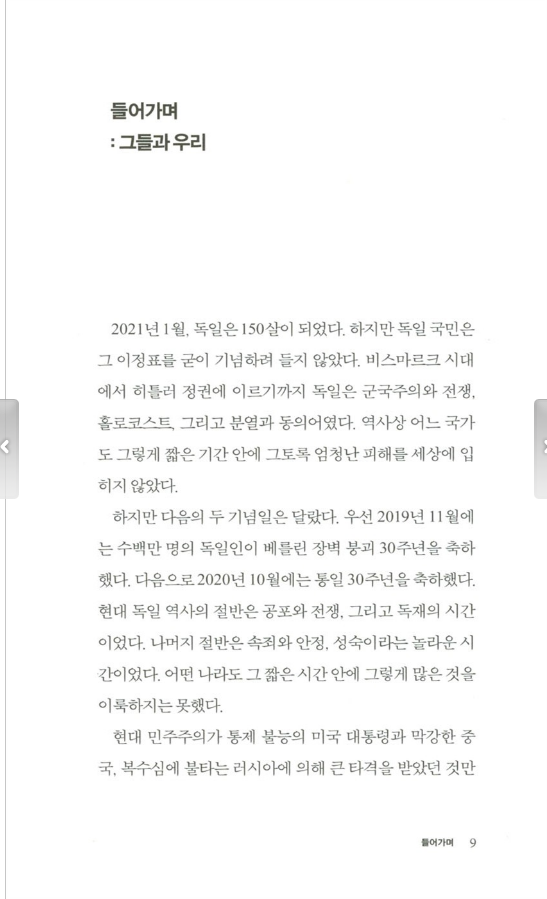 들어가며
: 그들과 우리
2021년 1월, 독일은 150살이 되었다. 하지만 독일 국민은
그 이정표를 굳이 기념하려 들지 않았다. 비스마르크 시대
에서 히틀러 정권에 이르기까지 독일은 군국주의와 전쟁,
홀로코스트, 그리고 분열과 동의어였다. 역사상 어느 국가
도 그렇게 짧은 기간 안에 그토록 엄청난 피해를 세상에 입
히지 않았다.
하지만 다음의 두 기념일은 달랐다. 우선 2019년 11월에
는 수백만 명의 독일인이 베를린 장벽 붕괴 30주년을 축하
했다. 다음으로 2020년 10월에는 통일 30주년을 축하했다.
현대 독일 역사의 절반은 공포와 전쟁, 그리고 독재의 시간
이었다. 나머지 절반은 속죄와 안정, 성숙이라는 놀라운 시
간이었다. 어떤 나라도 그 짧은 시간 안에 그렇게 많은 것을
이룩하지는 못했다.
현대 민주주의가 통제 불능의 미국 대통령과 막강한 중
국, 복수심에 불타는 러시아에 의해 큰 타격을 받았던 것만
들어가며 9